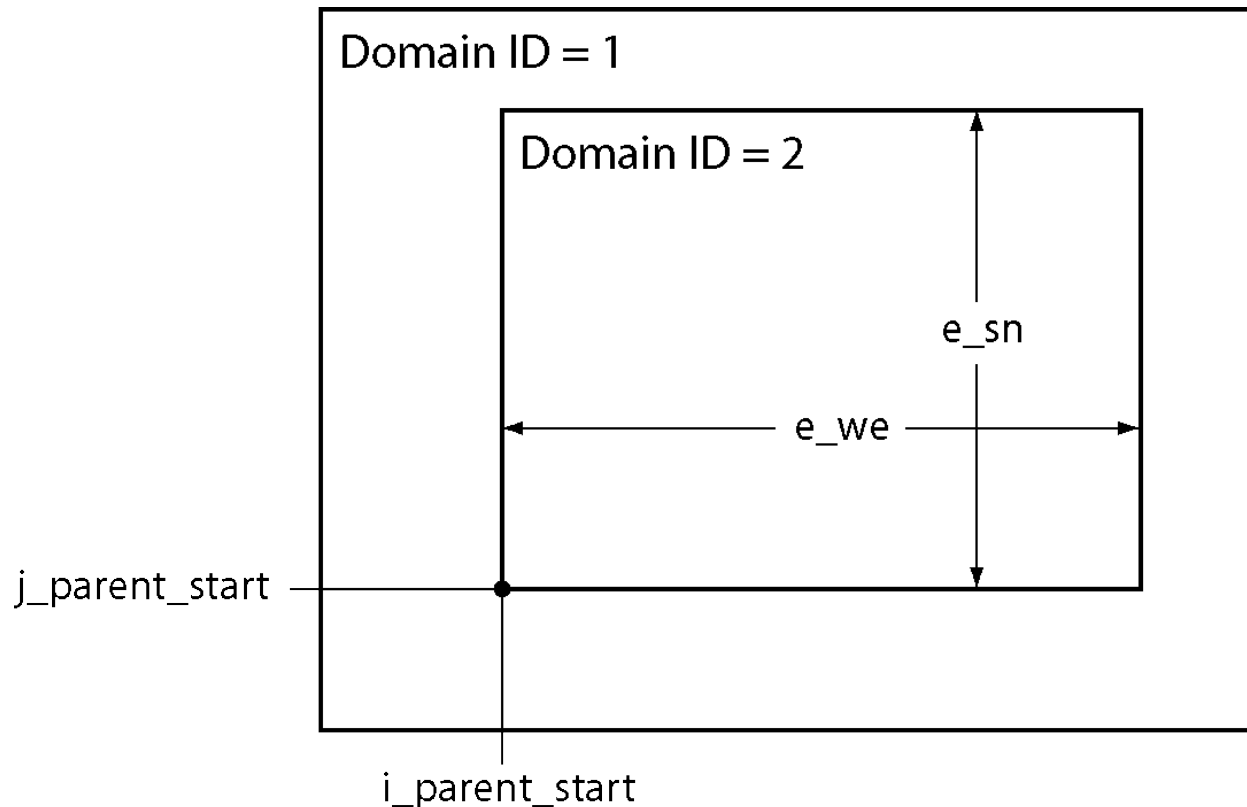 Domain ID = 1
Domain ID = 2
e_sn
e_we
j_parent_start
i_parent_start